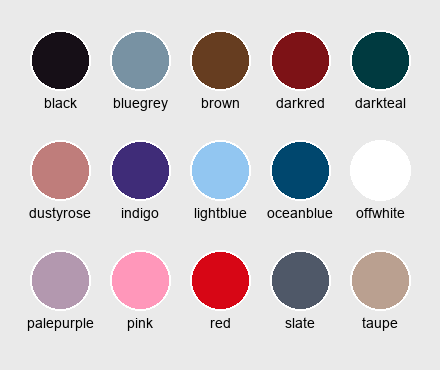 black bluegrey brown darkred darkteal
dustyrose indigo lightblue oceanblue offwhite
palepurple pink red slate taupe